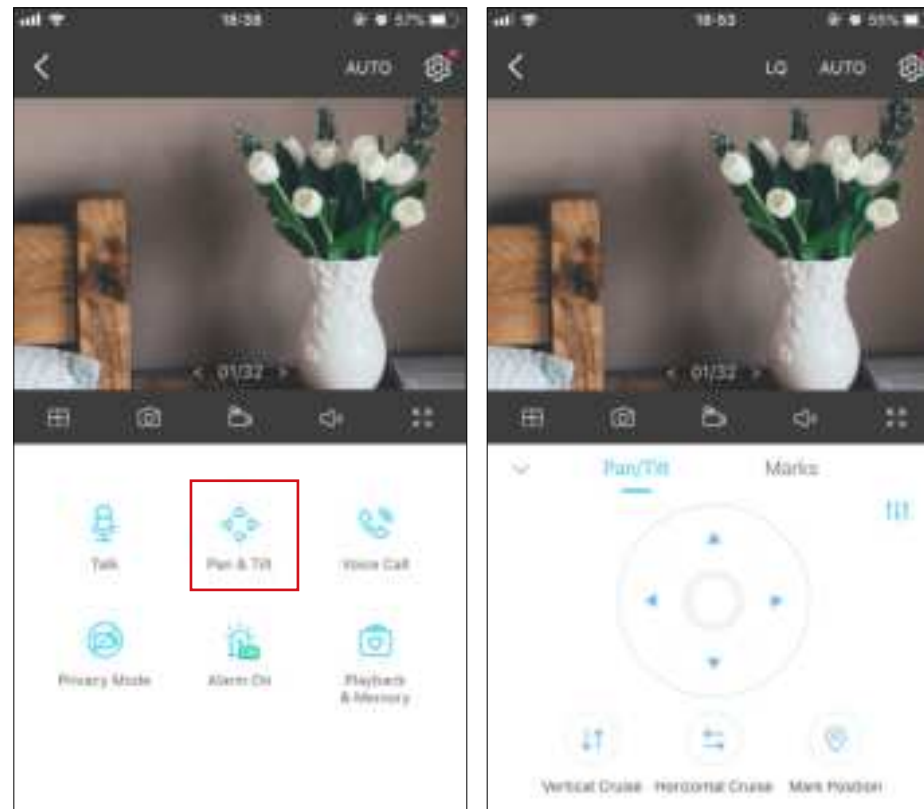 18:38
57%
AUTO
< 01/32 >
Talk
Pan & Tilt
Voice Call
Privacy Mode
Alarm On
Playback
& Memory
18:53
55%
LQ AUTO
< 01/32 >
Pan/Tilt
Marks
Vertical Cruise
Horizontal Cruise
Mark Position